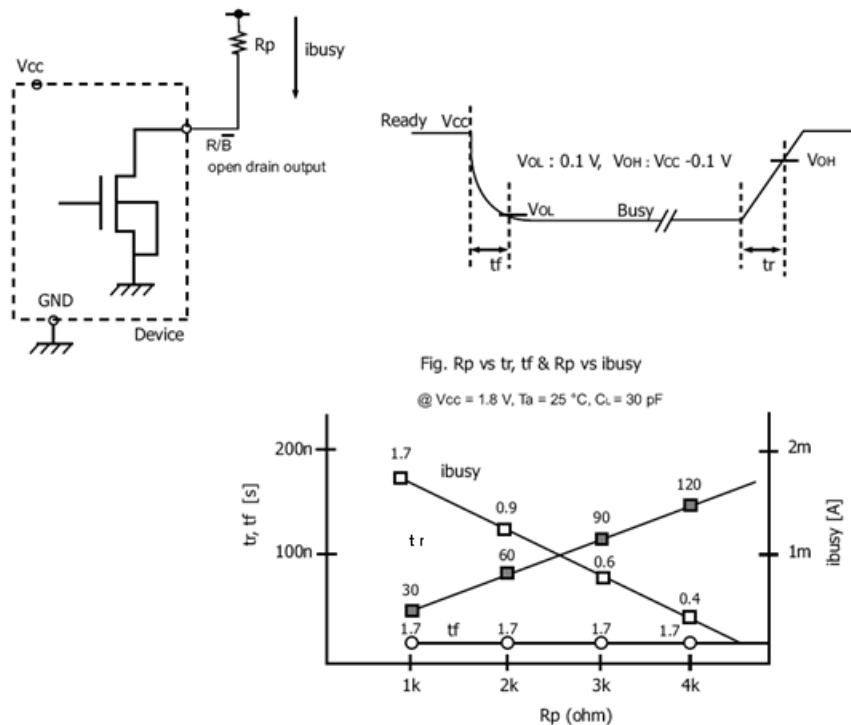 Rp
ibusy
Vcc
R/B̅
open drain output
GND
Device
Ready Vcc
VOL : 0.1 V, VOH : VCC -0.1 V
VOH
VOL
Busy
tf
tr
Fig. Rp vs tr, tf & Rp vs ibusy
@ Vcc = 1.8 V, Ta = 25 °C, CL = 30 pF
200n
2m
1.7
ibusy
120
0.9
90
tr, tf [s]
ibusy [A]
tr
100n
1m
60
0.6
0.4
30
1.7
tf
1.7
1.7
1.7
1k
2k
3k
4k
Rp (ohm)